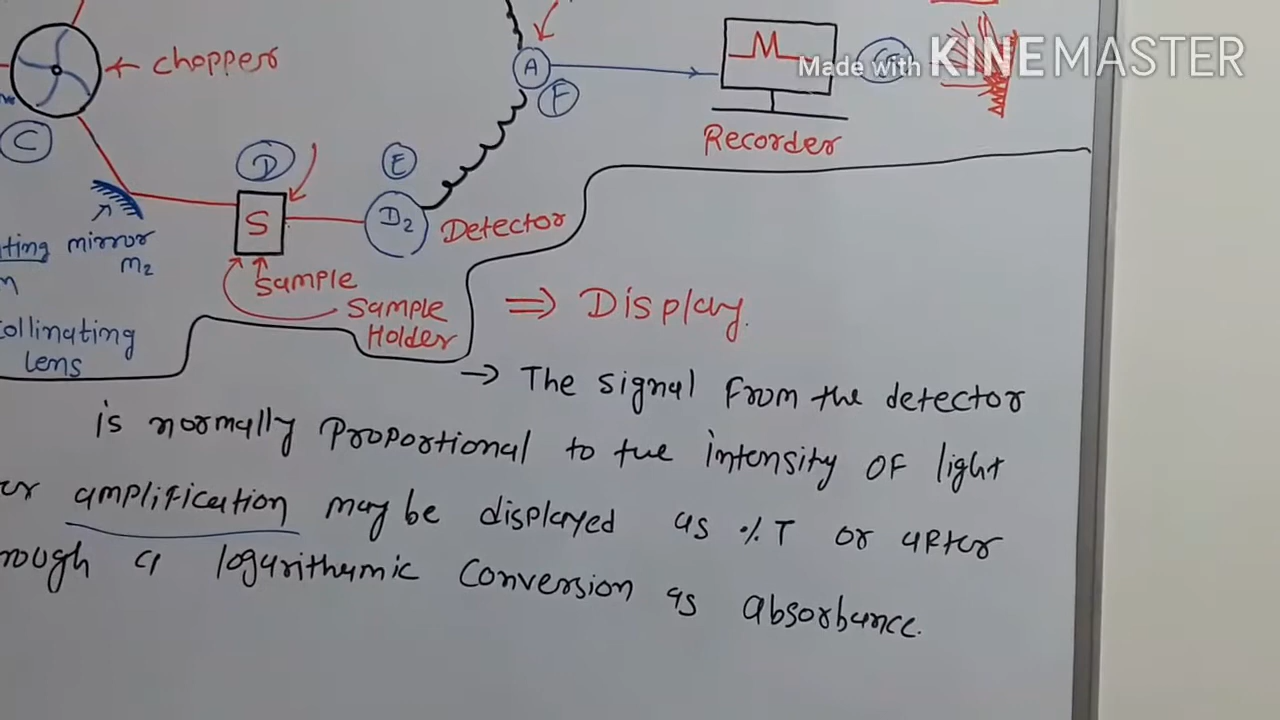 Made with KINEMASTER
choppers
A
F
C
Recorder
D
E
S
D2
Detector
mirror
m2
Sample
Sample
Holder
ollinating
lens
⇒ Display.
→ The signal from the detector
is normally proportional to the intensity of light
amplification may be displayed as %T or after
rough a logarithmic conversion as absorbance.